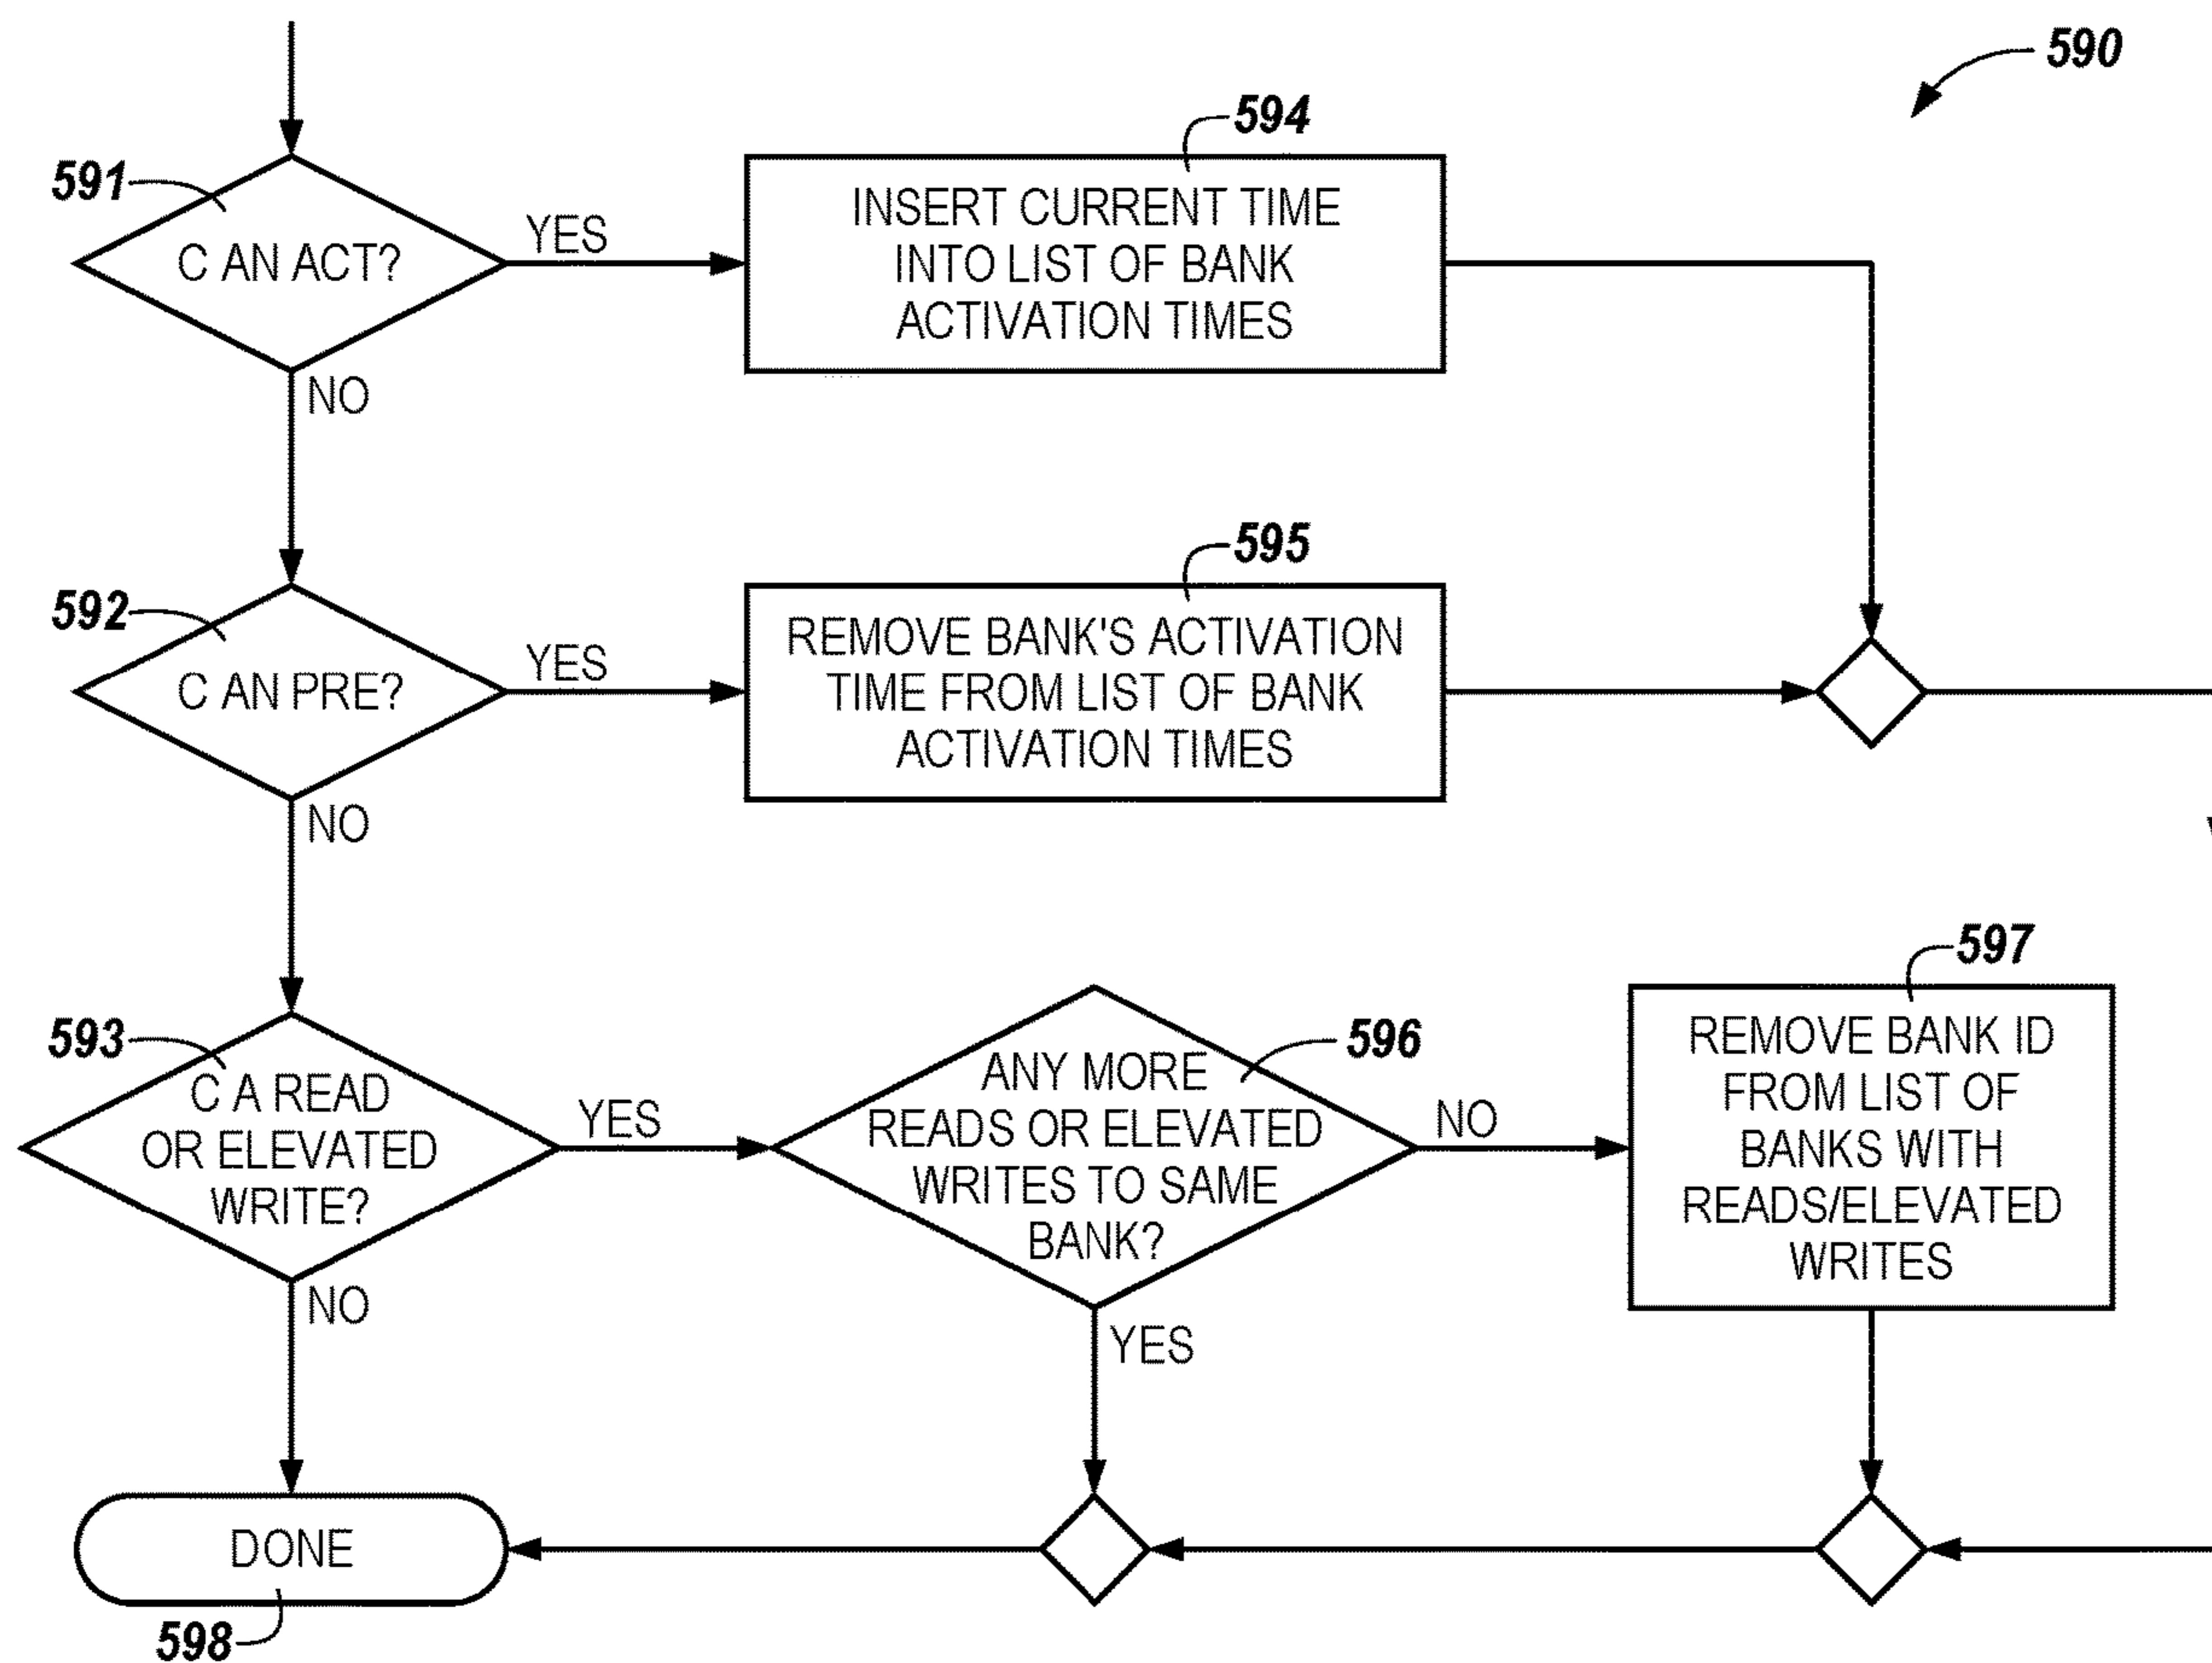 590
594
591
INSERT CURRENT TIME
INTO LIST OF BANK
ACTIVATION TIMES
C AN ACT?
YES
NO
595
592
REMOVE BANK'S ACTIVATION
TIME FROM LIST OF BANK
ACTIVATION TIMES
C AN PRE?
YES
NO
597
593
596
C A READ
OR ELEVATED
WRITE?
YES
ANY MORE
READS OR ELEVATED
WRITES TO SAME
BANK?
NO
REMOVE BANK ID
FROM LIST OF
BANKS WITH
READS/ELEVATED
WRITES
NO
YES
DONE
598